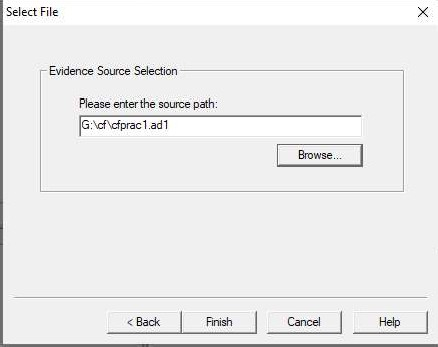 Select File
Evidence Source Selection
Please enter the source path:
G:\cf\cfprac1.ad1
Browse...
< Back Finish Cancel Help